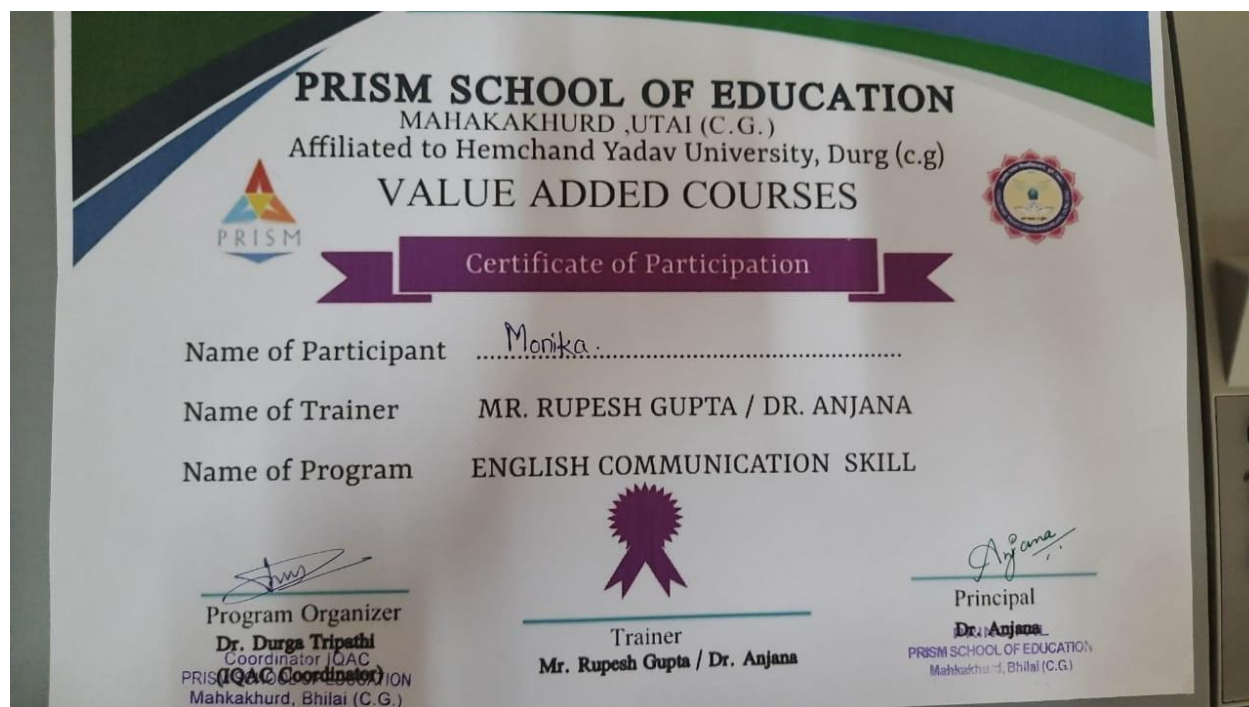 PRISM SCHOOL OF EDUCATION
MAHAKAKHURD ,UTAI (C.G.)
Affiliated to Hemchand Yadav University, Durg (c.g)
VALUE ADDED COURSES
PRISM
Certificate of Participation
Name of Participant Monika.
Name of Trainer MR. RUPESH GUPTA / DR. ANJANA
Name of Program ENGLISH COMMUNICATION SKILL
Program Organizer
Dr. Durga Tripathi
Coordinator IQAC
(IQAC Coordinator)
Mahkakhurd, Bhilai (C.G.)
Trainer
Mr. Rupesh Gupta / Dr. Anjana
Anjana
Principal
Dr. Anjana
PRISM SCHOOL OF EDUCATION
Mahkakhurd, Bhilai (C.G.)